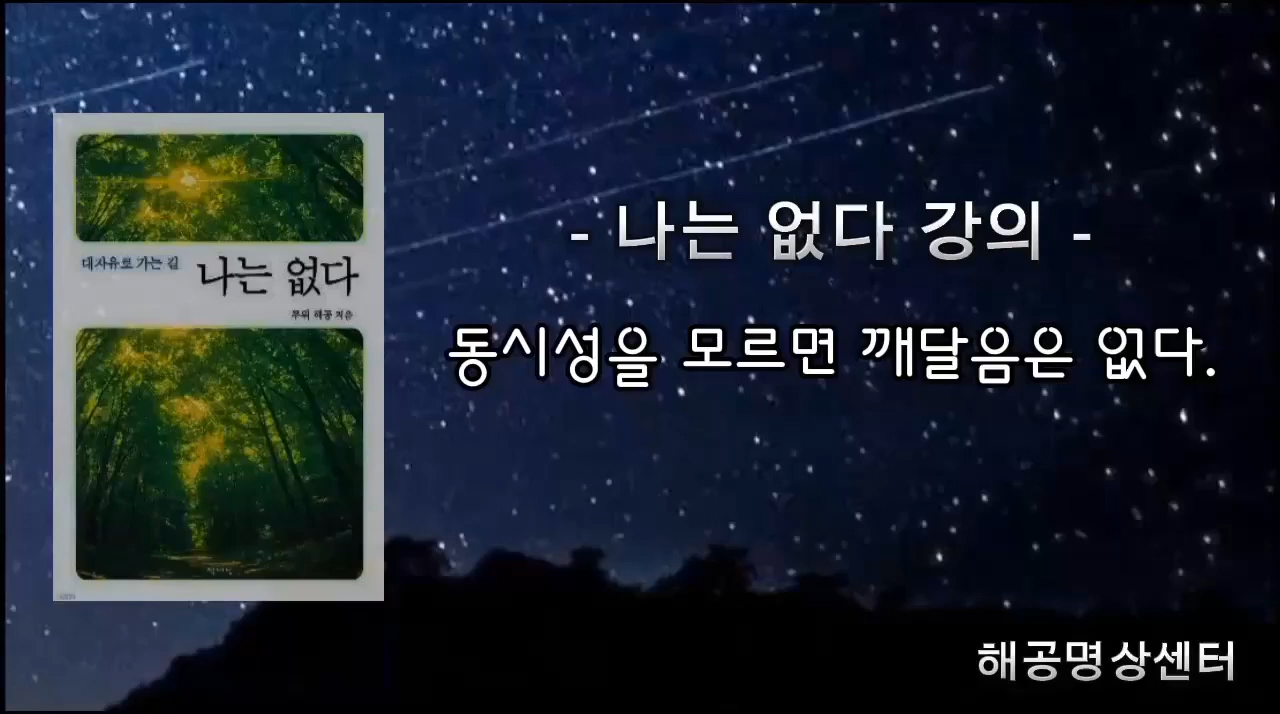 대자유로 가는 길
나는 없다
무위 해공 지음
- 나는 없다 강의 -
동시성을 모르면 깨달음은 없다.
해공명상센터